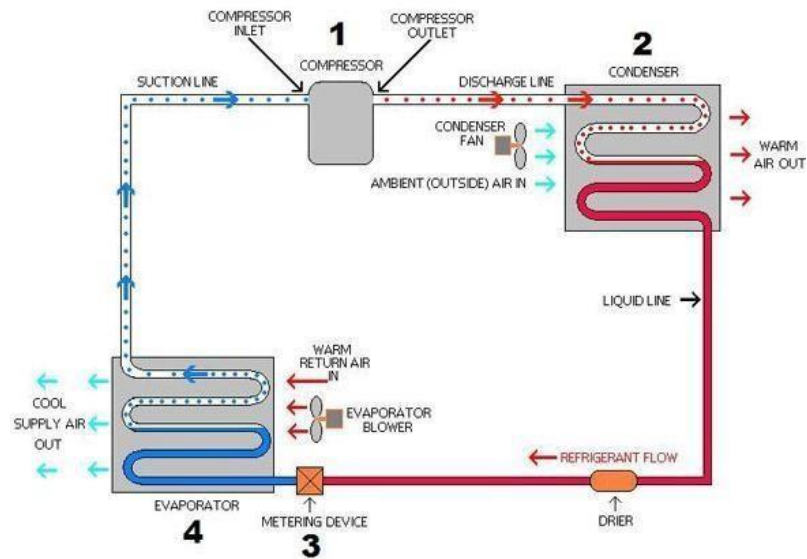 COMPRESSOR
INLET
1
COMPRESSOR
OUTLET
2
COMPRESSOR
CONDENSER
SUCTION LINE
DISCHARGE LINE
CONDENSER
FAN
WARM
AIR OUT
AMBIENT (OUTSIDE) AIR IN
LIQUID LINE
WARM
RETURN AIR
IN
COOL
SUPPLY AIR
OUT
EVAPORATOR
BLOWER
REFRIGERANT FLOW
EVAPORATOR
4
METERING DEVICE
3
DRIER